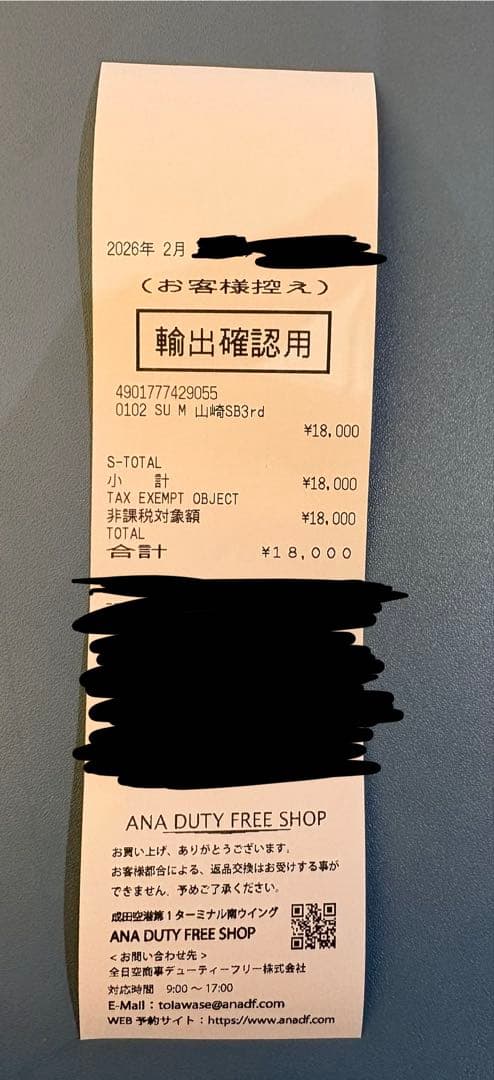 2026年 2月
(お客様控え)
輸出確認用
4901777429055
0102 SU M 山崎SB3rd
¥18,000
S-TOTAL
小 計 ¥18,000
TAX EXEMPT OBJECT
非課税対象額 ¥18,000
TOTAL
合計 ¥18,000
ANA DUTY FREE SHOP
お買い上げ、ありがとうございます。
お客様都合による、返品交換はお受けする事が
できません。予めご了承ください。
成田空港第1ターミナル南ウイング
ANA DUTY FREE SHOP
<お問い合わせ先>
全日空商事デューティーフリー株式会社
対応時間 9:00~17:00
E-Mail:tolawase@anadf.com
WEB 予約サイト:https://www.anadf.com